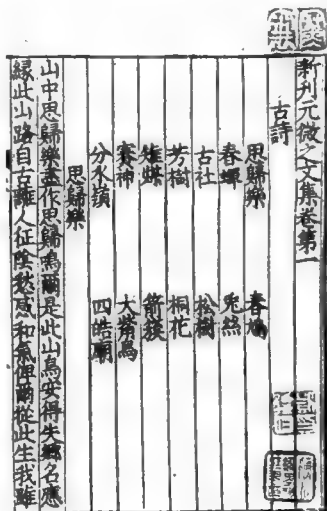 新刊元微之文集卷第一
古詩
思歸樂 春鳩
春蟬 兔絲
古社 松樹
芳樹 桐花
雉媒 箭鏃
賽神 大觜烏
分水嶺 四皓廟
思歸樂
山中思歸樂盡作思歸鳴爾是此山鳥安得失鄉名應
緣此山路自古離人征陰愁感和氣俾爾從此生我雖